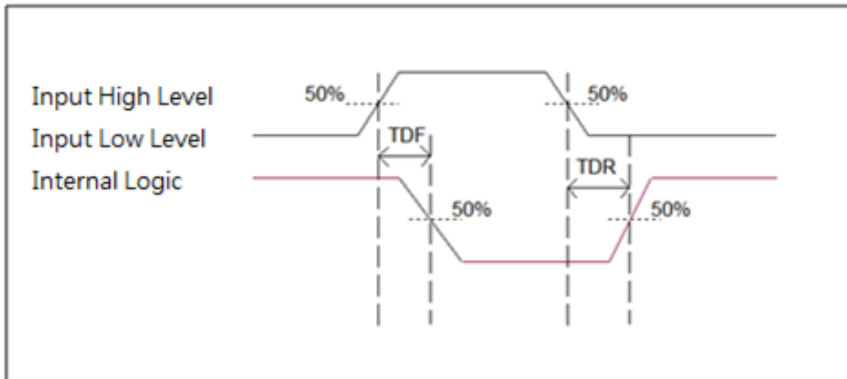 Input High Level
50%
50%
Input Low Level
TDF
Internal Logic
TDR
50%
50%